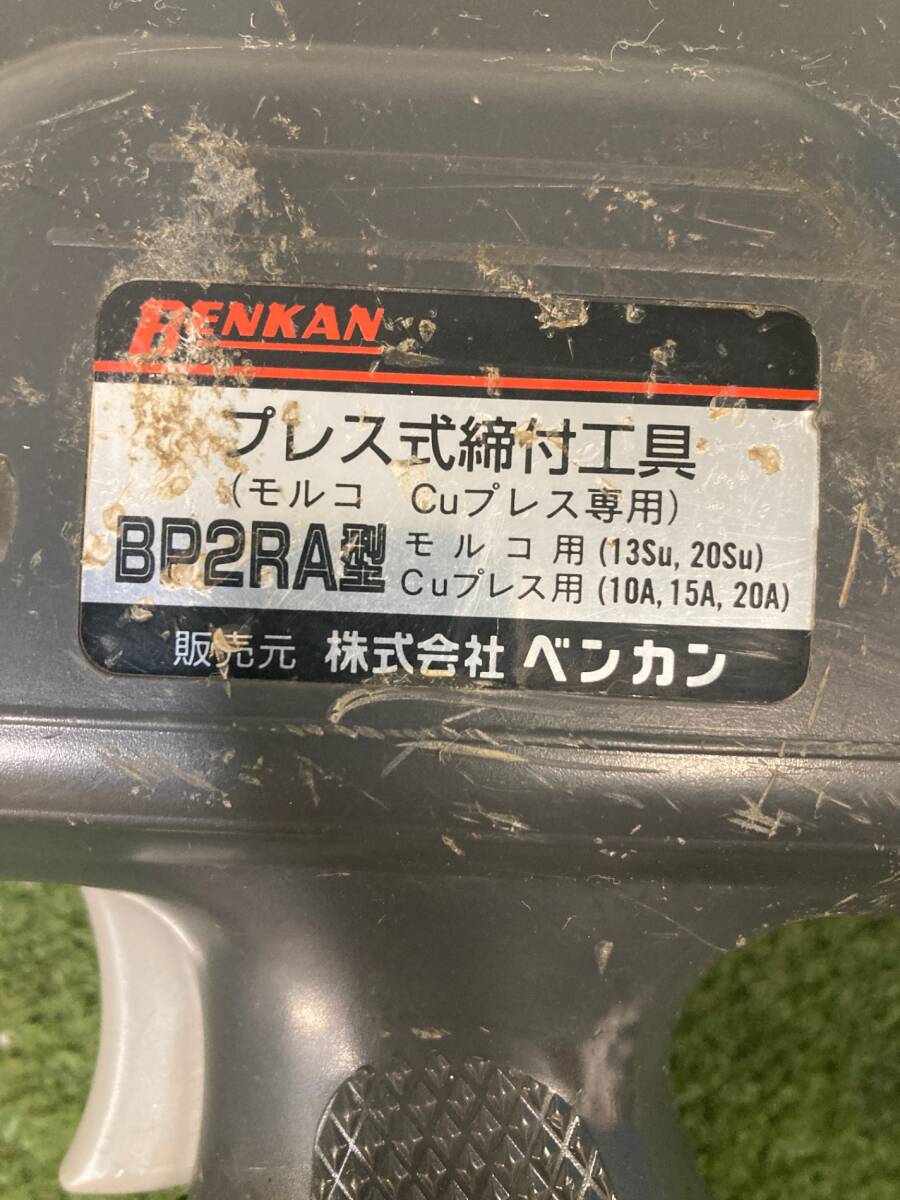 BENKAN
プレス式締付工具
(モルコ Cuプレス専用)
BP2RA型 モルコ用 (13Su, 20Su)
Cuプレス用 (10A, 15A, 20A)
販売元 株式会社 ベンカン